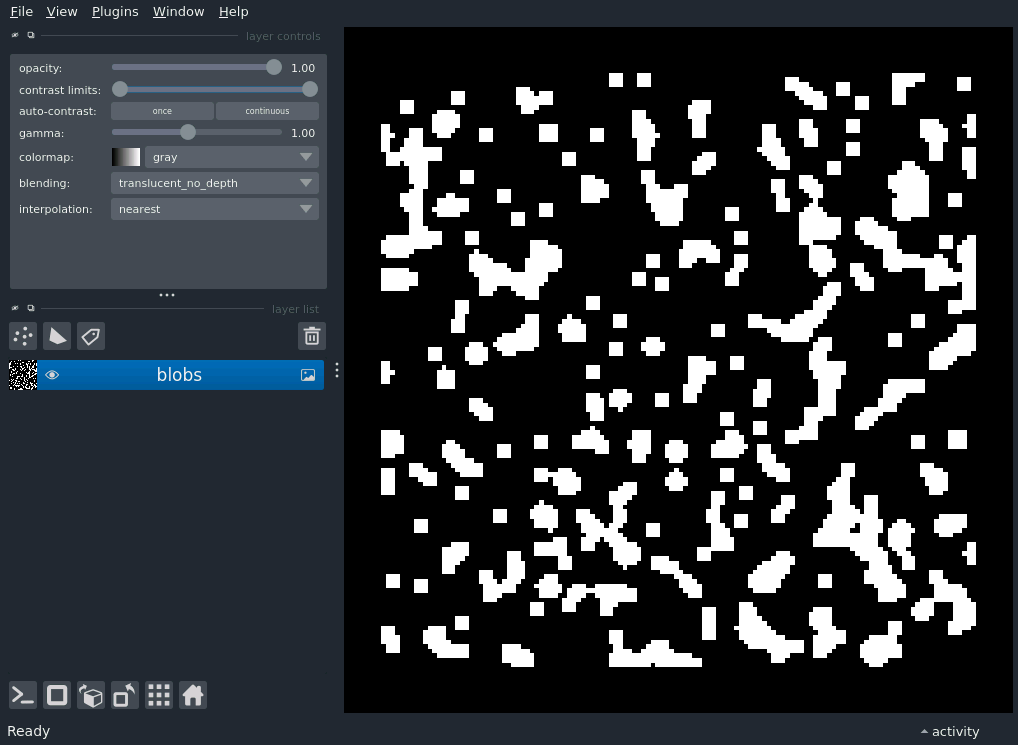 File View Plugins Window Help
layer controls
opacity: 1.00
contrast limits:
auto-contrast: once continuous
gamma: 1.00
colormap: gray
blending: translucent_no_depth
interpolation: nearest
layer list
blobs
Ready activity